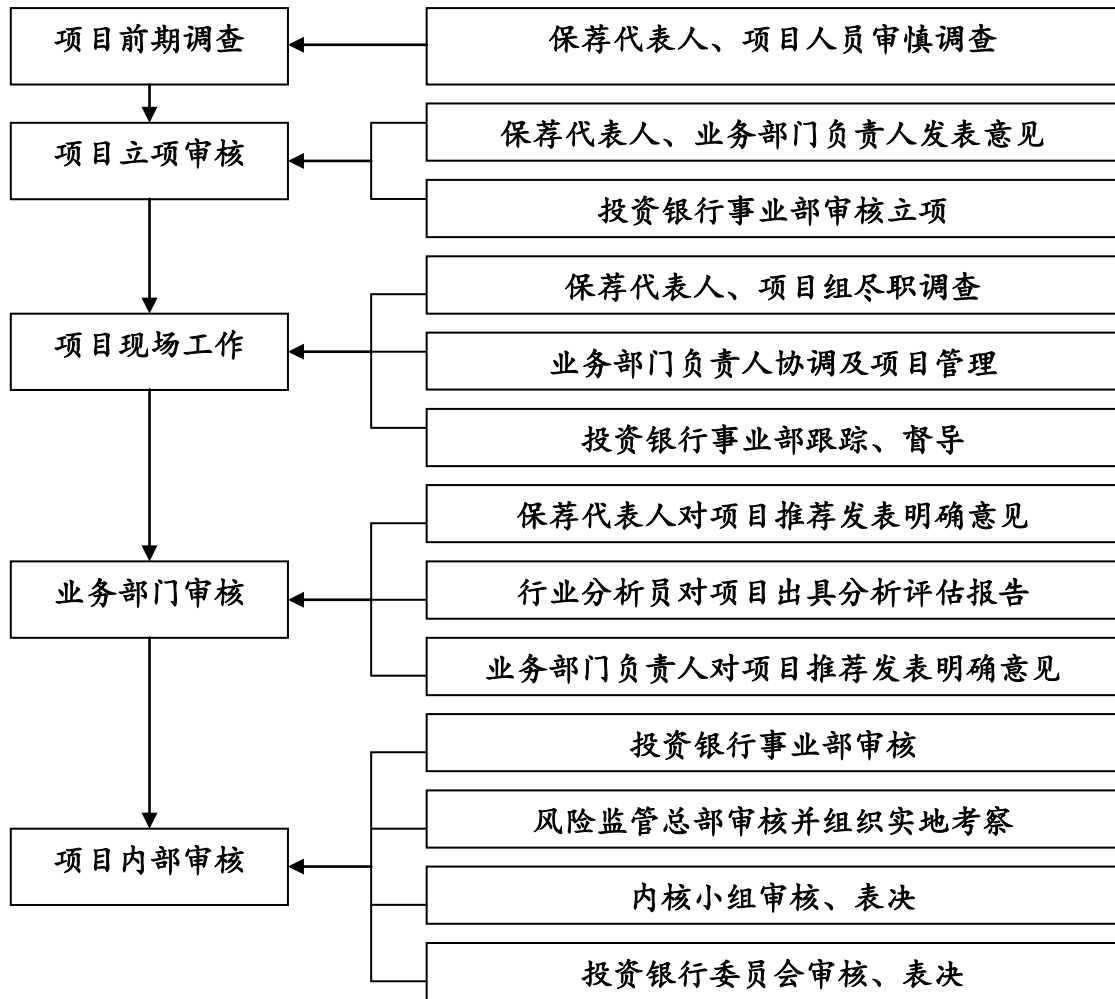 项目前期调查
保荐代表人、项目人员审慎调查
项目立项审核
保荐代表人、业务部门负责人发表意见
投资银行事业部审核立项
项目现场工作
保荐代表人、项目组尽职调查
业务部门负责人协调及项目管理
投资银行事业部跟踪、督导
业务部门审核
保荐代表人对项目推荐发表明确意见
行业分析员对项目出具分析评估报告
业务部门负责人对项目推荐发表明确意见
项目内部审核
投资银行事业部审核
风险监管总部审核并组织实地考察
内核小组审核、表决
投资银行委员会审核、表决